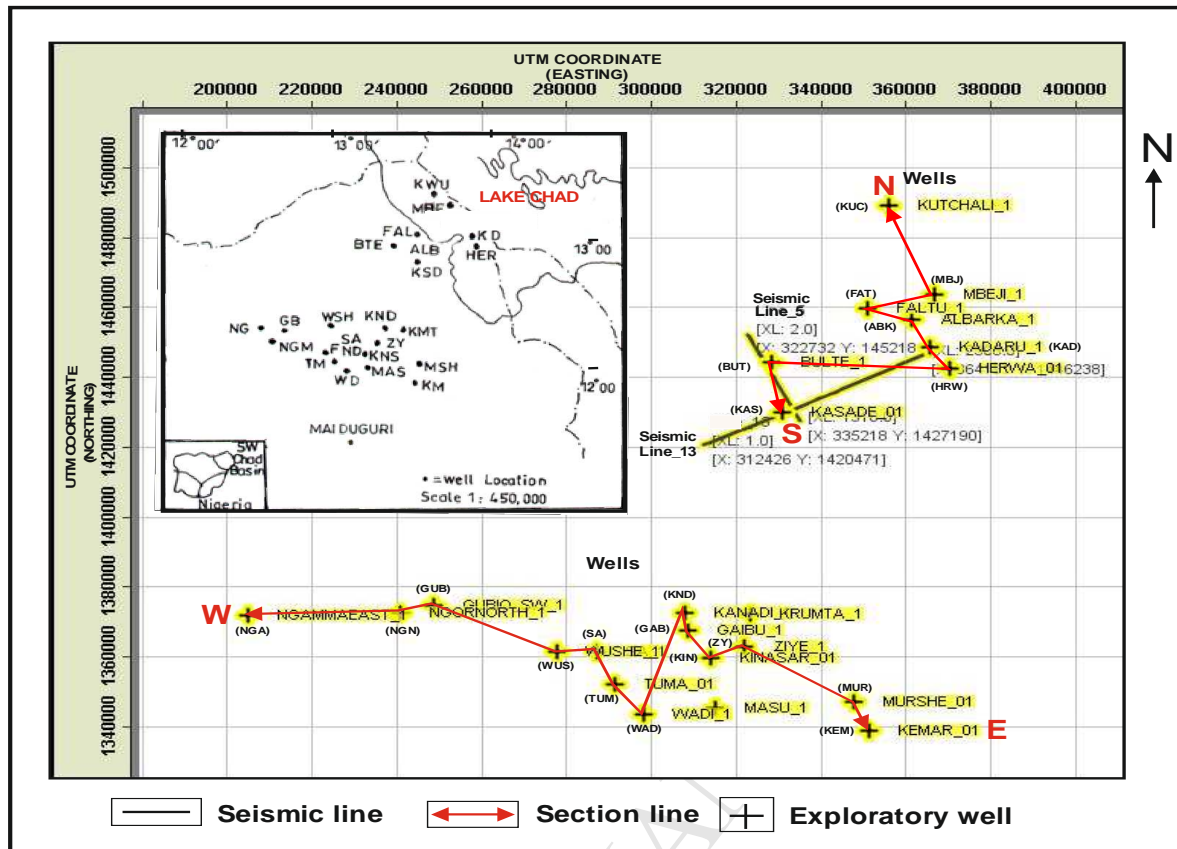 UTM COORDINATE
(EASTING)
200000 220000 240000 260000 280000 300000 320000 340000 360000 380000 400000
UTM COORDINATE
(NORTHING)
1500000
1480000
1460000
1440000
1420000
1400000
1380000
1360000
1340000
N
12°00' 13°00' 14°00'
KWU
LAKE CHAD
FAL
KD
BTE
ALB
HER
13°00
KSD
NG
GB
WSH
KND
SA
KMT
NGM
FND
ZY
KNS
TM
MSH
WD
MAS
KM
12°00
MAIDUGURI
SW
Chad
Basin
Nigeria
• = well Location
Scale 1: 450,000
Wells
N
(KUC) KUTCHALI_1
(MBJ)
MBEJI_1
(FAT)
FALTU_1
(ABK) ALBARKA_1
Seismic
Line_5
[XL: 2.0]
[X: 322732 Y: 145218
KADARU_1 (KAD)
(BUT) BULTE_1
HERWA_01
(HRW)
16238]
(KAS) KASADE_01
S
[X: 335218 Y: 1427190]
Seismic
Line_13
[XL: 1.0]
[X: 312426 Y: 1420471]
Wells
W
(NGA) NGAMMAEAST_1
(NGN) NGORNORTH_1
(GUB) GUBIO_SW_1
(WUS)
(SA) WUSHE_1
(TUM) TUMA_01
(WAD) WADI_1
MASU_1
(KND) KANADI_ KRUMTA_1
(GAB) GAIBU_1
(ZY) ZIYE_1
(KIN) KINASAR_01
(MUR) MURSHE_01
(KEM) KEMAR_01 E
Seismic line
Section line
Exploratory well